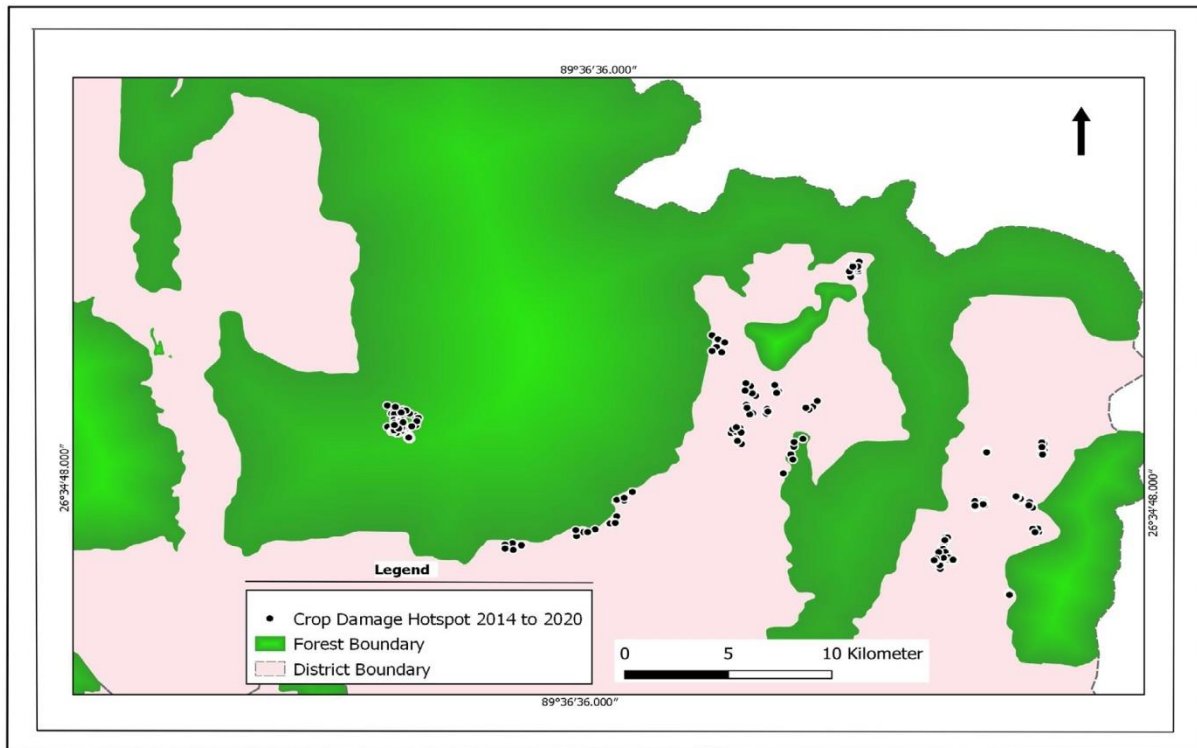 89°36'36.000"
26°34'48.000"
26°34'48.000"
Legend
Crop Damage Hotspot 2014 to 2020
Forest Boundary
District Boundary
0 5 10 Kilometer
89°36'36.000"